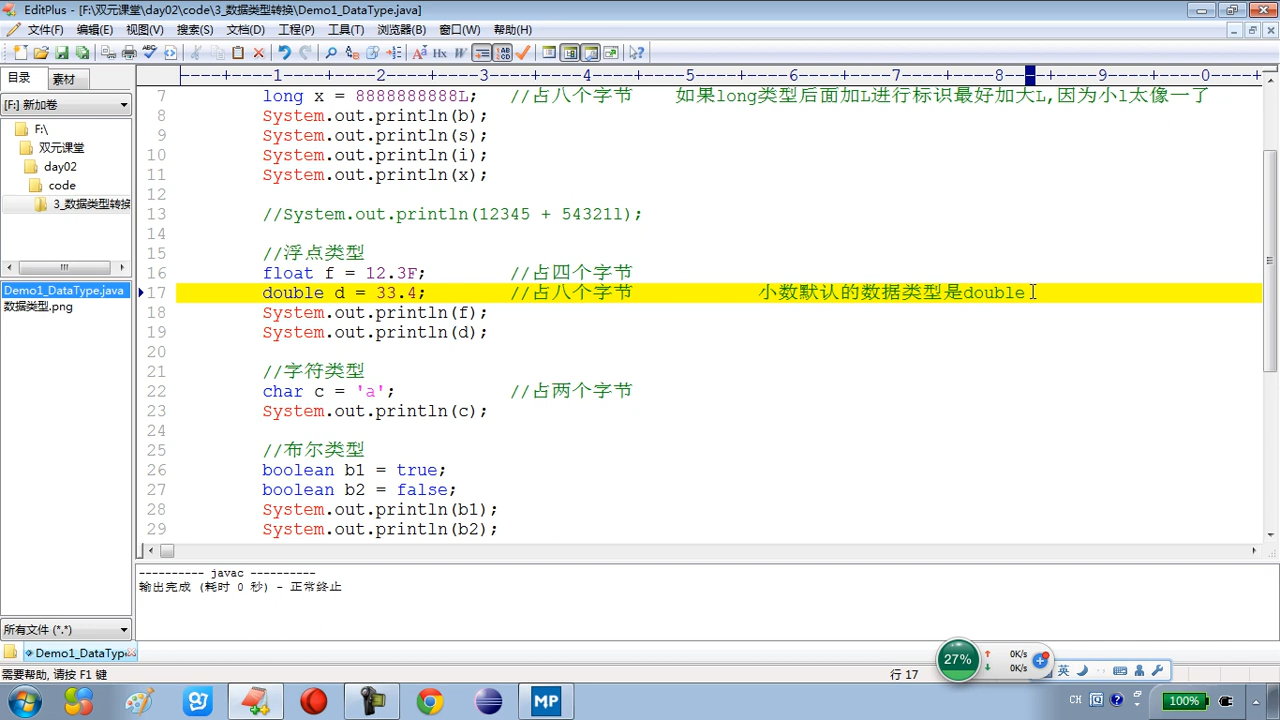 EditPlus - [F:\双元课堂\day02\code\3_数据类型转换\Demo1_DataType.java]
文件(F) 编辑(E) 视图(V) 搜索(S) 文档(D) 工程(P) 工具(T) 浏览器(B) 窗口(W) 帮助(H)
目录 素材
[F:] 新加卷
F:\
双元课堂
day02
code
3_数据类型转换
Demo1_DataType.java
数据类型.png
所有文件 (*.*)
----+----1----+----2----+----3----+----4----+----5----+----6----+----7----+----8----+----9----+----0----+
7 long x = 8888888888L; //占八个字节 如果long类型后面加L进行标识最好加大L,因为小l太像一了
8 System.out.println(b);
9 System.out.println(s);
10 System.out.println(i);
11 System.out.println(x);
12
13 //System.out.println(12345 + 54321l);
14
15 //浮点类型
16 float f = 12.3F; //占四个字节
17 double d = 33.4; //占八个字节 小数默认的数据类型是double
18 System.out.println(f);
19 System.out.println(d);
20
21 //字符类型
22 char c = 'a'; //占两个字节
23 System.out.println(c);
24
25 //布尔类型
26 boolean b1 = true;
27 boolean b2 = false;
28 System.out.println(b1);
29 System.out.println(b2);
---------- javac ----------
输出完成 (耗时 0 秒) - 正常终止
Demo1_DataType
需要帮助, 请按 F1 键 行 17
27% 0K/s
0K/s
英
MP CH 100%